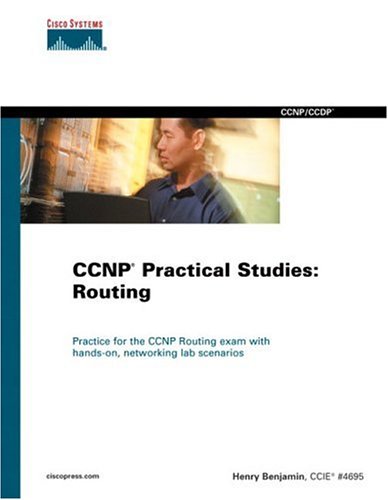 CISCO SYSTEMS
CCNP/CCDP®
CCNP® Practical Studies:
Routing
Practice for the CCNP Routing exam with
hands-on, networking lab scenarios
ciscopress.com
Henry Benjamin, CCIE® #4695